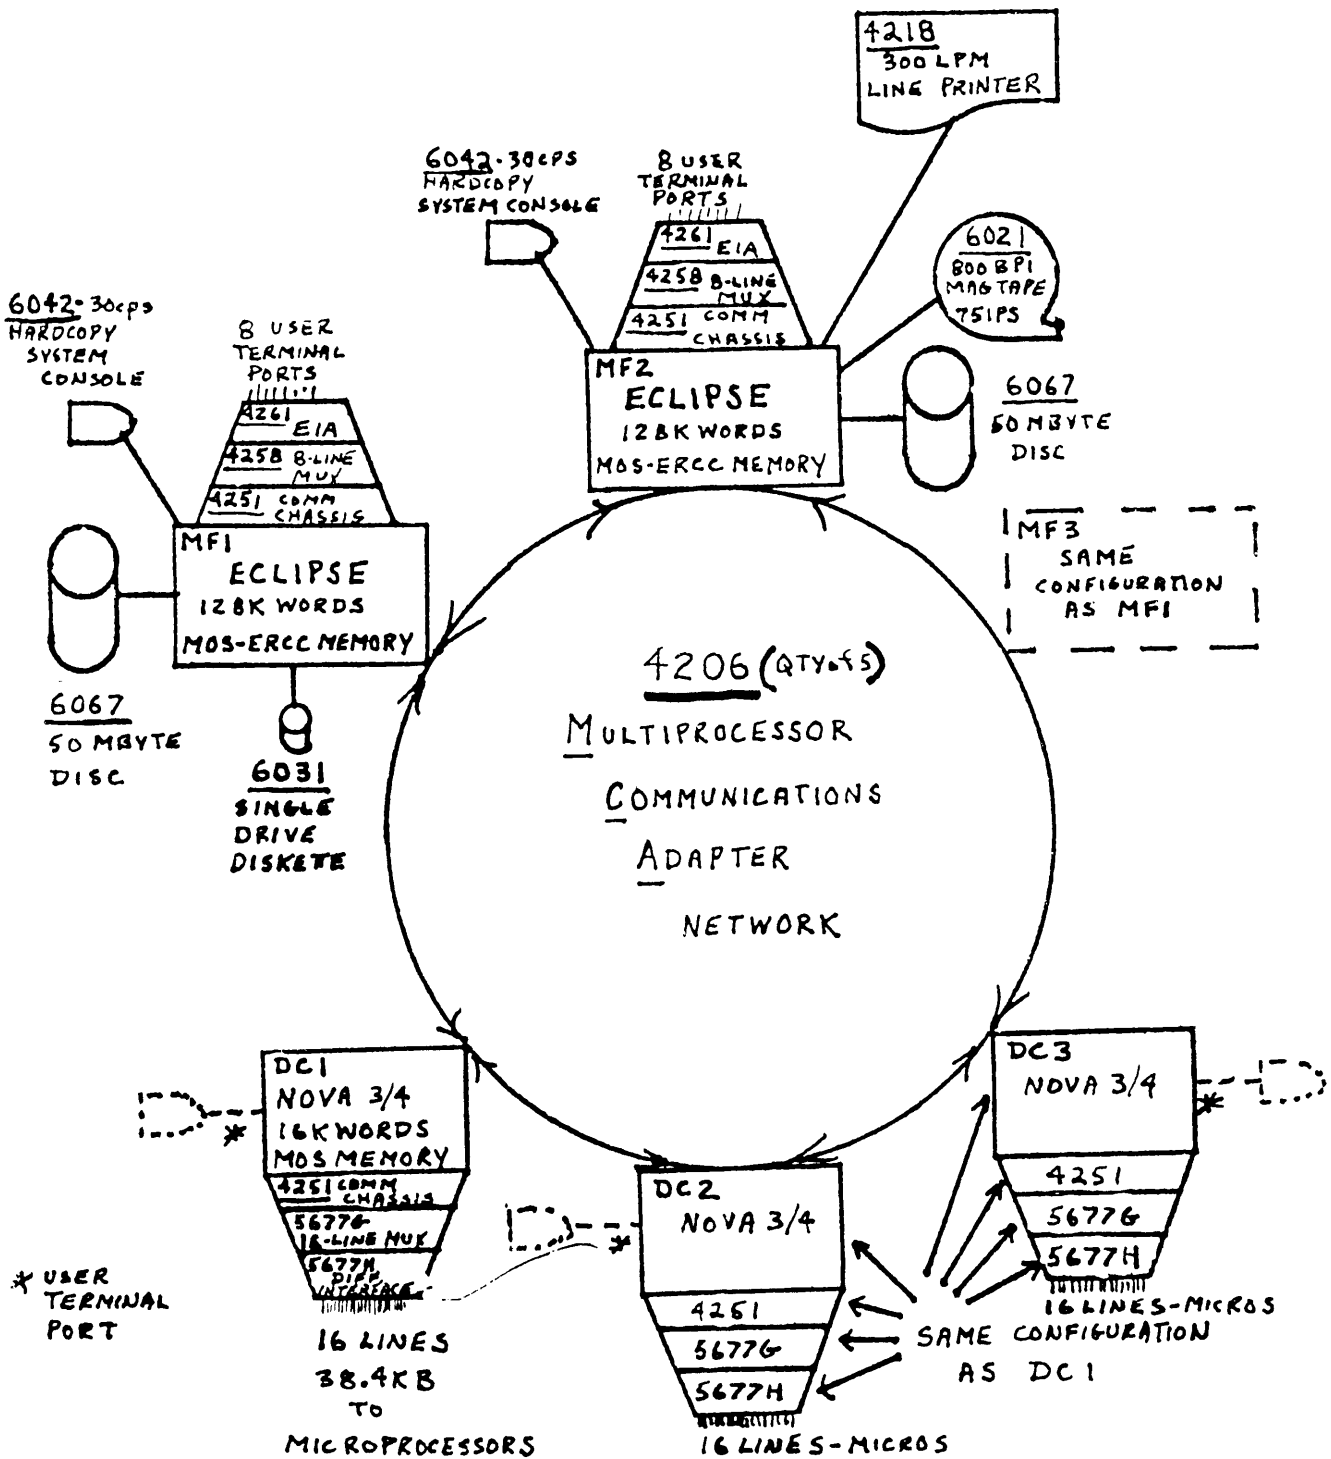 4218
300 LPM
LINE PRINTER
6042-30cps
HARDCOPY
SYSTEM CONSOLE
8 USER
TERMINAL
PORTS
4261 EIA
4258 8-LINE
MUX
4251 COMM
CHASSIS
6021
800 BPI
MAG TAPE
75IPS
MF2
ECLIPSE
128K WORDS
MOS-ERCC MEMORY
6067
50 MBYTE
DISC
6042-30cps
HARDCOPY
SYSTEM
CONSOLE
8 USER
TERMINAL
PORTS
4261
EIA
4258 8-LINE
MUX
4251 COMM
CHASSIS
MF1
ECLIPSE
128K WORDS
MOS-ERCC MEMORY
6067
50 MBYTE
DISC
6031
SINGLE
DRIVE
DISKETTE
MF3
SAME
CONFIGURATION
AS MF1
4206 (QTY of 5)
MULTIPROCESSOR
COMMUNICATIONS
ADAPTER
NETWORK
DC1
NOVA 3/4
16K WORDS
MOS MEMORY
4251 COMM
CHASSIS
5677G
16-LINE MUX
5677H
DIFF
INTERFACE
16 LINES
38.4KB
TO
MICROPROCESSORS
* USER
TERMINAL
PORT
*
DC2
NOVA 3/4
4251
5677G
5677H
16 LINES-MICROS
*
DC3
NOVA 3/4
4251
5677G
5677H
16 LINES-MICROS
*
SAME CONFIGURATION
AS DC1